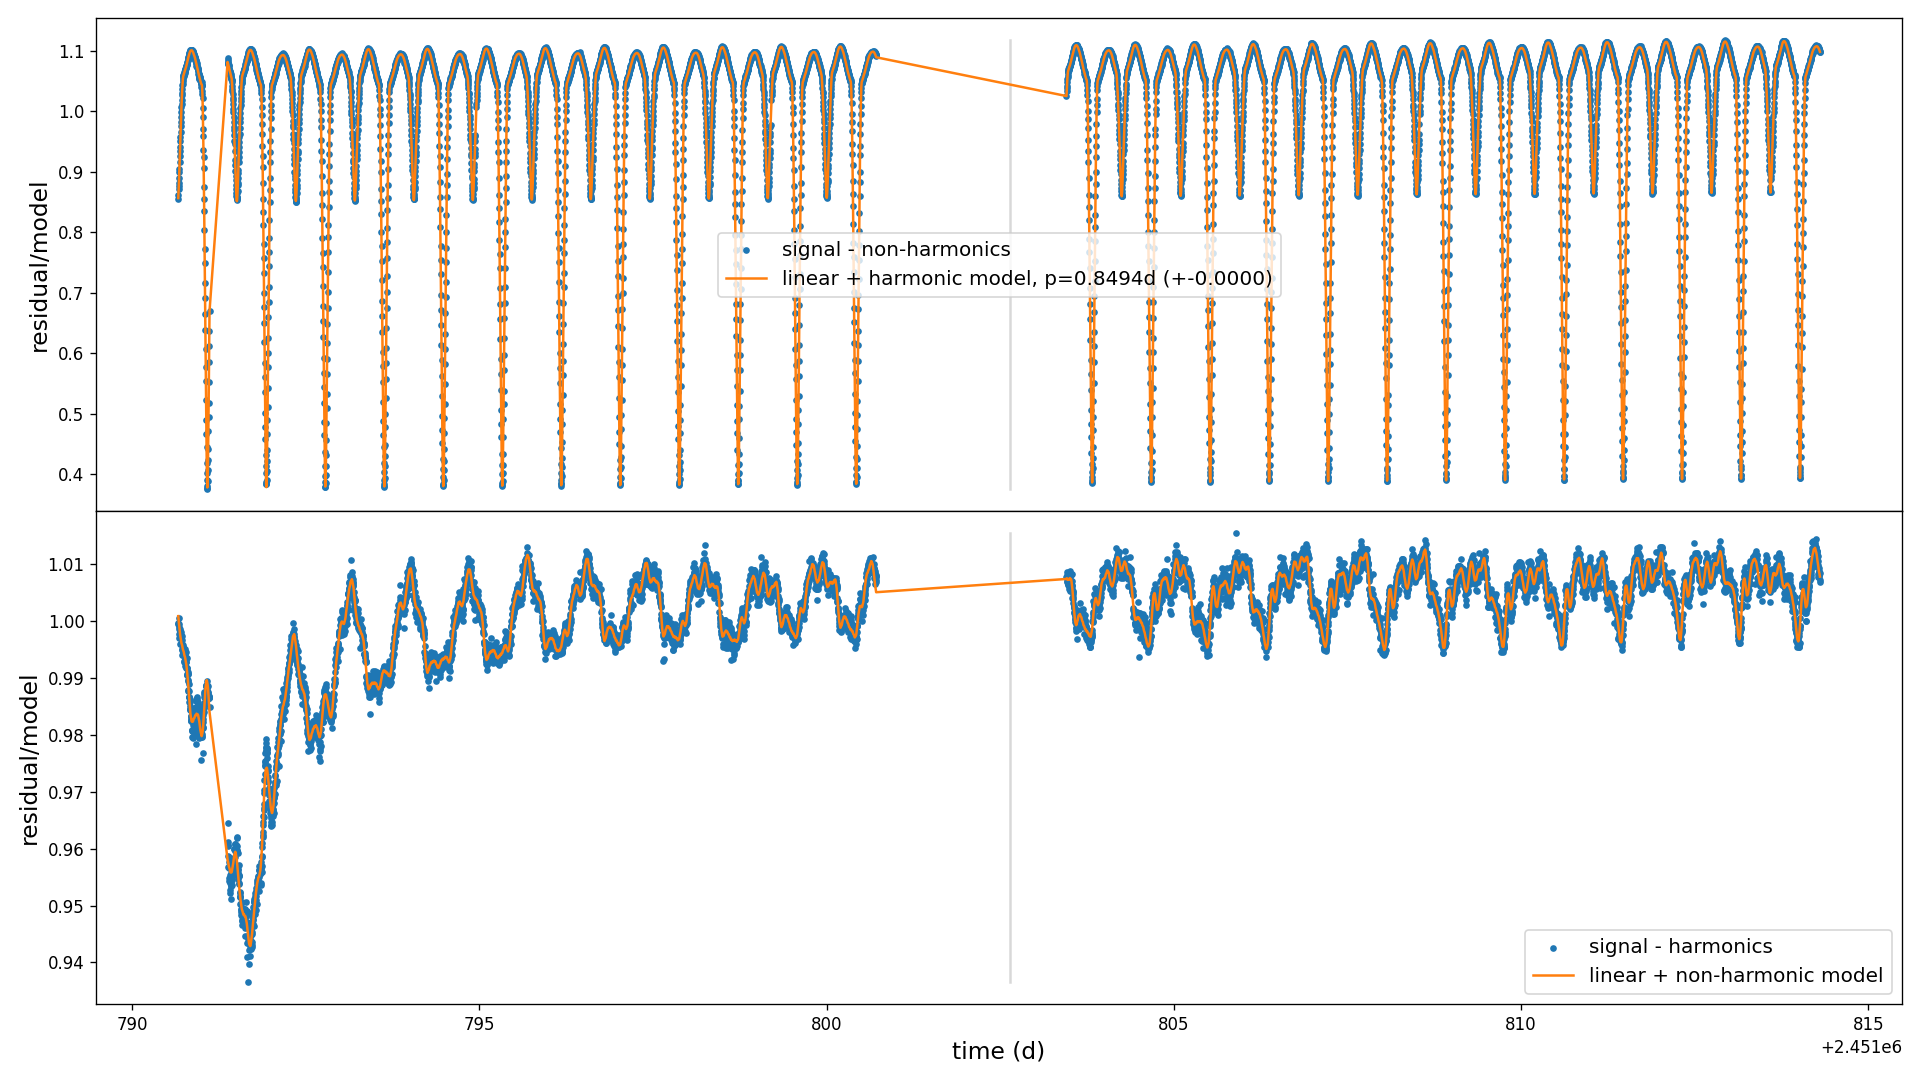 residual/model
1.1
1.0
0.9
0.8
0.7
0.6
0.5
0.4
signal - non-harmonics
linear + harmonic model, p=0.8494d (+-0.0000)
residual/model
1.01
1.00
0.99
0.98
0.97
0.96
0.95
0.94
signal - harmonics
linear + non-harmonic model
790 795 800 805 810 815
time (d)
+2.451e6